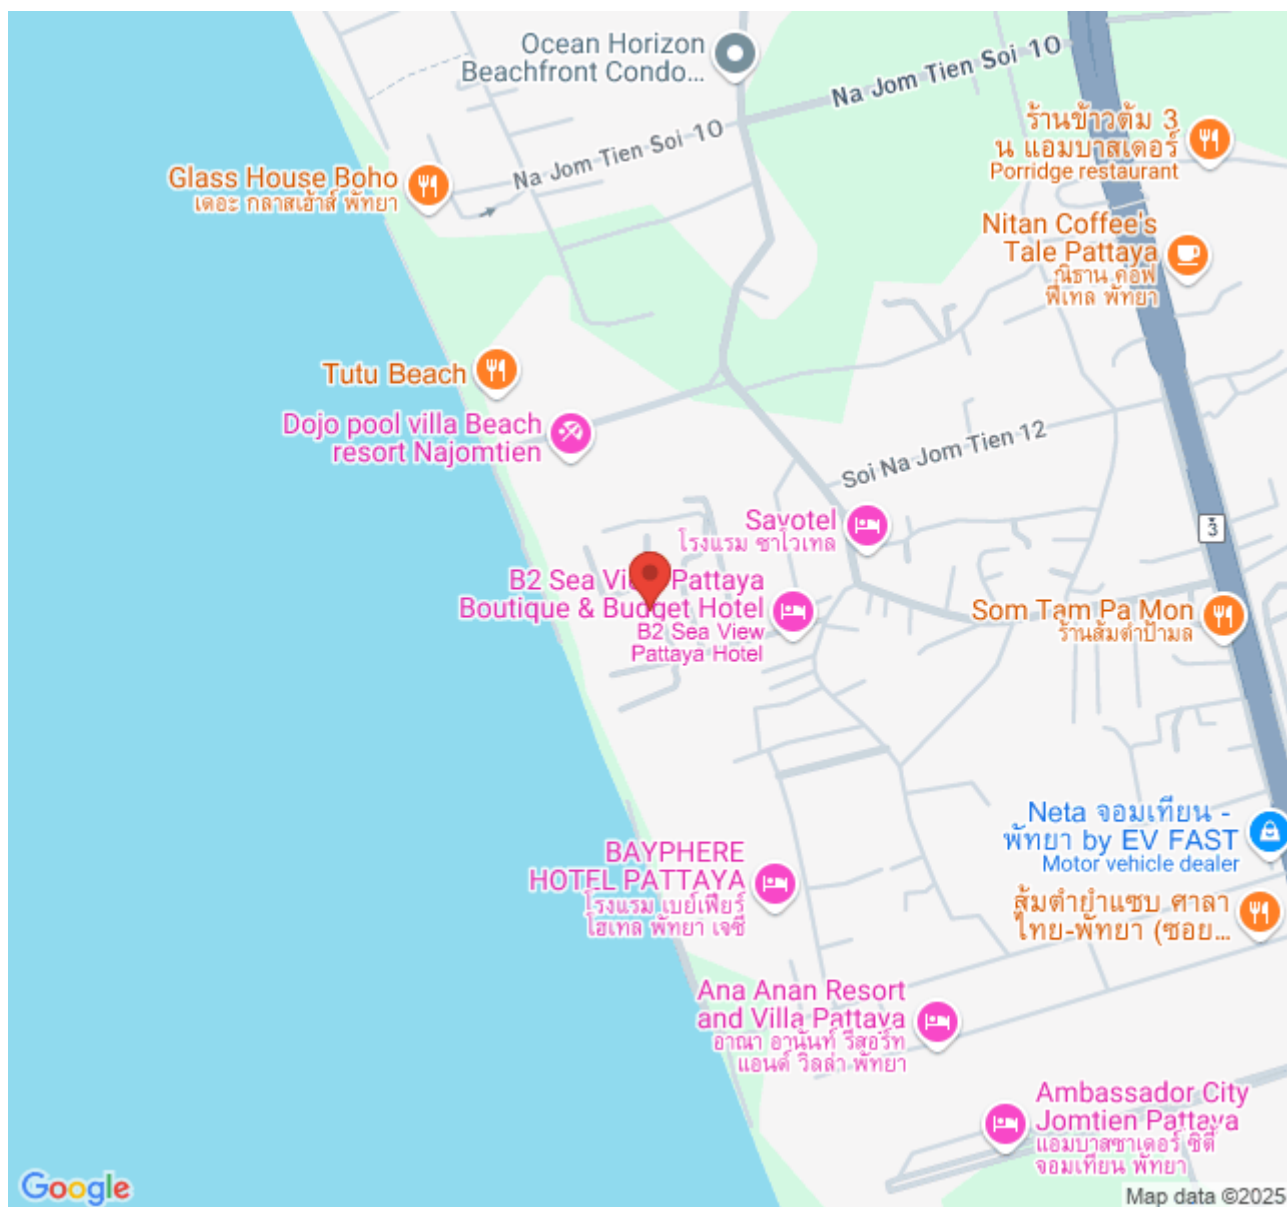 Ocean Horizon
Beachfront Condo...
Na Jom Tien Soi 10
Na Jom Tien Soi 10
ร้านข้าวต้ม 3
น แอมบาสเดอร์
Porridge restaurant
Glass House Boho
เดอะ กลาสเฮ้าส์ พัทยา
Nitan Coffee's
Tale Pattaya
ณิธาน คอฟ
ฟี่เทล พัทยา
Tutu Beach
Dojo pool villa Beach
resort Najomtien
Soi Na Jom Tien 12
Savotel
โรงแรม ซาโวเทล
3
B2 Sea View Pattaya
Boutique & Budget Hotel
B2 Sea View
Pattaya Hotel
Som Tam Pa Mon
ร้านส้มตำป้ามล
Neta จอมเทียน -
พัทยา by EV FAST
Motor vehicle dealer
BAYPHERE
HOTEL PATTAYA
โรงแรม เบย์เฟียร์
โฮเทล พัทยา เจซี
ส้มตำยำแซบ ศาลา
ไทย-พัทยา (ซอย...
Ana Anan Resort
and Villa Pattaya
อาณา อานันท์ รีสอร์ท
แอนด์ วิลล่า พัทยา
Ambassador City
Jomtien Pattaya
แอมบาสซาเดอร์ ซิตี้
จอมเทียน พัทยา
Google
Map data ©2025